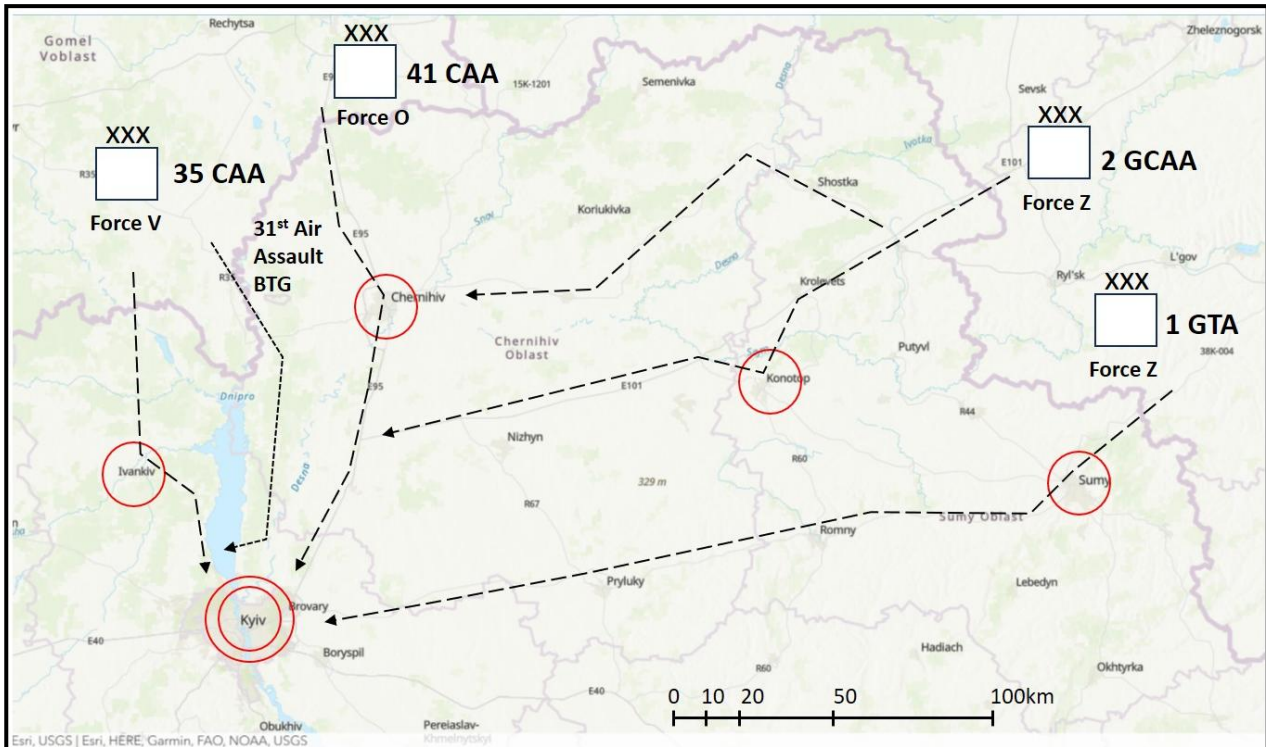 Rechytsa
Gomel
Voblast
XXX
41 CAA
Force O
15K-1201
Semenivka
Desna
Zheleznogorsk
Sevsk
XXX
E101
2 GCAA
Force Z
Ivotka
XXX
R35
35 CAA
Force V
31st Air
Assault
BTG
R35
E95
Snov
Koriukivka
Shostka
Desna
Krolevets
Ryl'sk
L'gov
XXX
1 GTA
Force Z
38K-004
Chernihiv
Chernihiv
Oblast
Putyvl
Konotop
E95
E101
R44
Dnipro
Desna
Nizhyn
R60
Ivankiv
329 m
R67
Sumy
Sumy Oblast
Romny
Pryluky
Lebedyn
Kyiv
Brovary
E40
Boryspil
Hadiach
R60
Okhtyrka
E40
0 10 20 50 100km
Obukhiv
Pereiaslav-
Khmelnytskyi
Esri, USGS | Esri, HERE, Garmin, FAO, NOAA, USGS